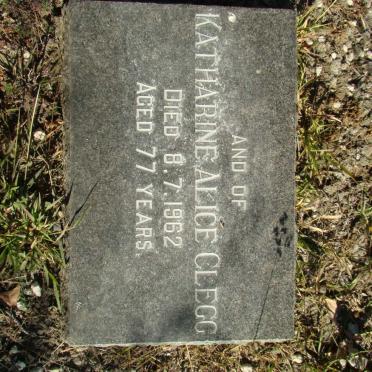 AND OF
KATHARINE ALICE CLEGG
DIED 8.7.1962
AGED 77 YEARS.